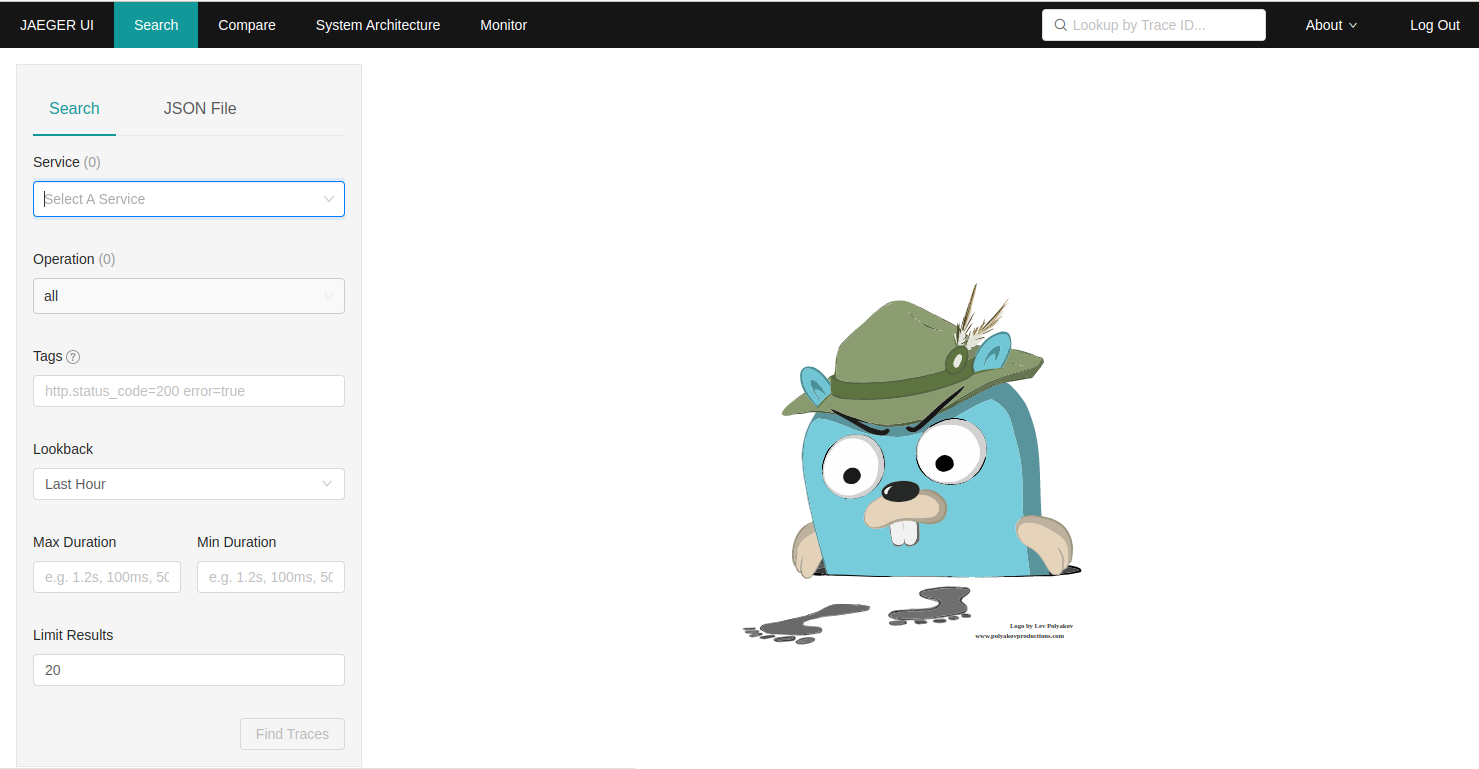 JAEGER UI Search Compare System Architecture Monitor Lookup by Trace ID... About Log Out
Search JSON File
Service (0)
Select A Service
Operation (0)
all
Tags ?
http.status_code=200 error=true
Lookback
Last Hour
Max Duration Min Duration
e.g. 1.2s, 100ms, 50 e.g. 1.2s, 100ms, 50
Limit Results
20
Find Traces
Logo by Lev Polyakov
www.polyakovproductions.com